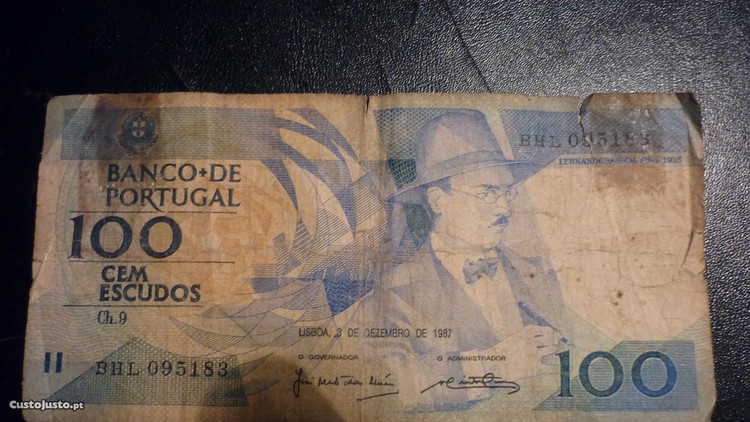 BANCO DE
PORTUGAL
100
CEM
ESCUDOS
Ch. 9
BHL 095183
BHL 095183
FERNANDO
LISBOA, 3 DE DEZEMBRO DE 1987
O GOVERNADOR
O ADMINISTRADOR
100
CustoJusto.pt